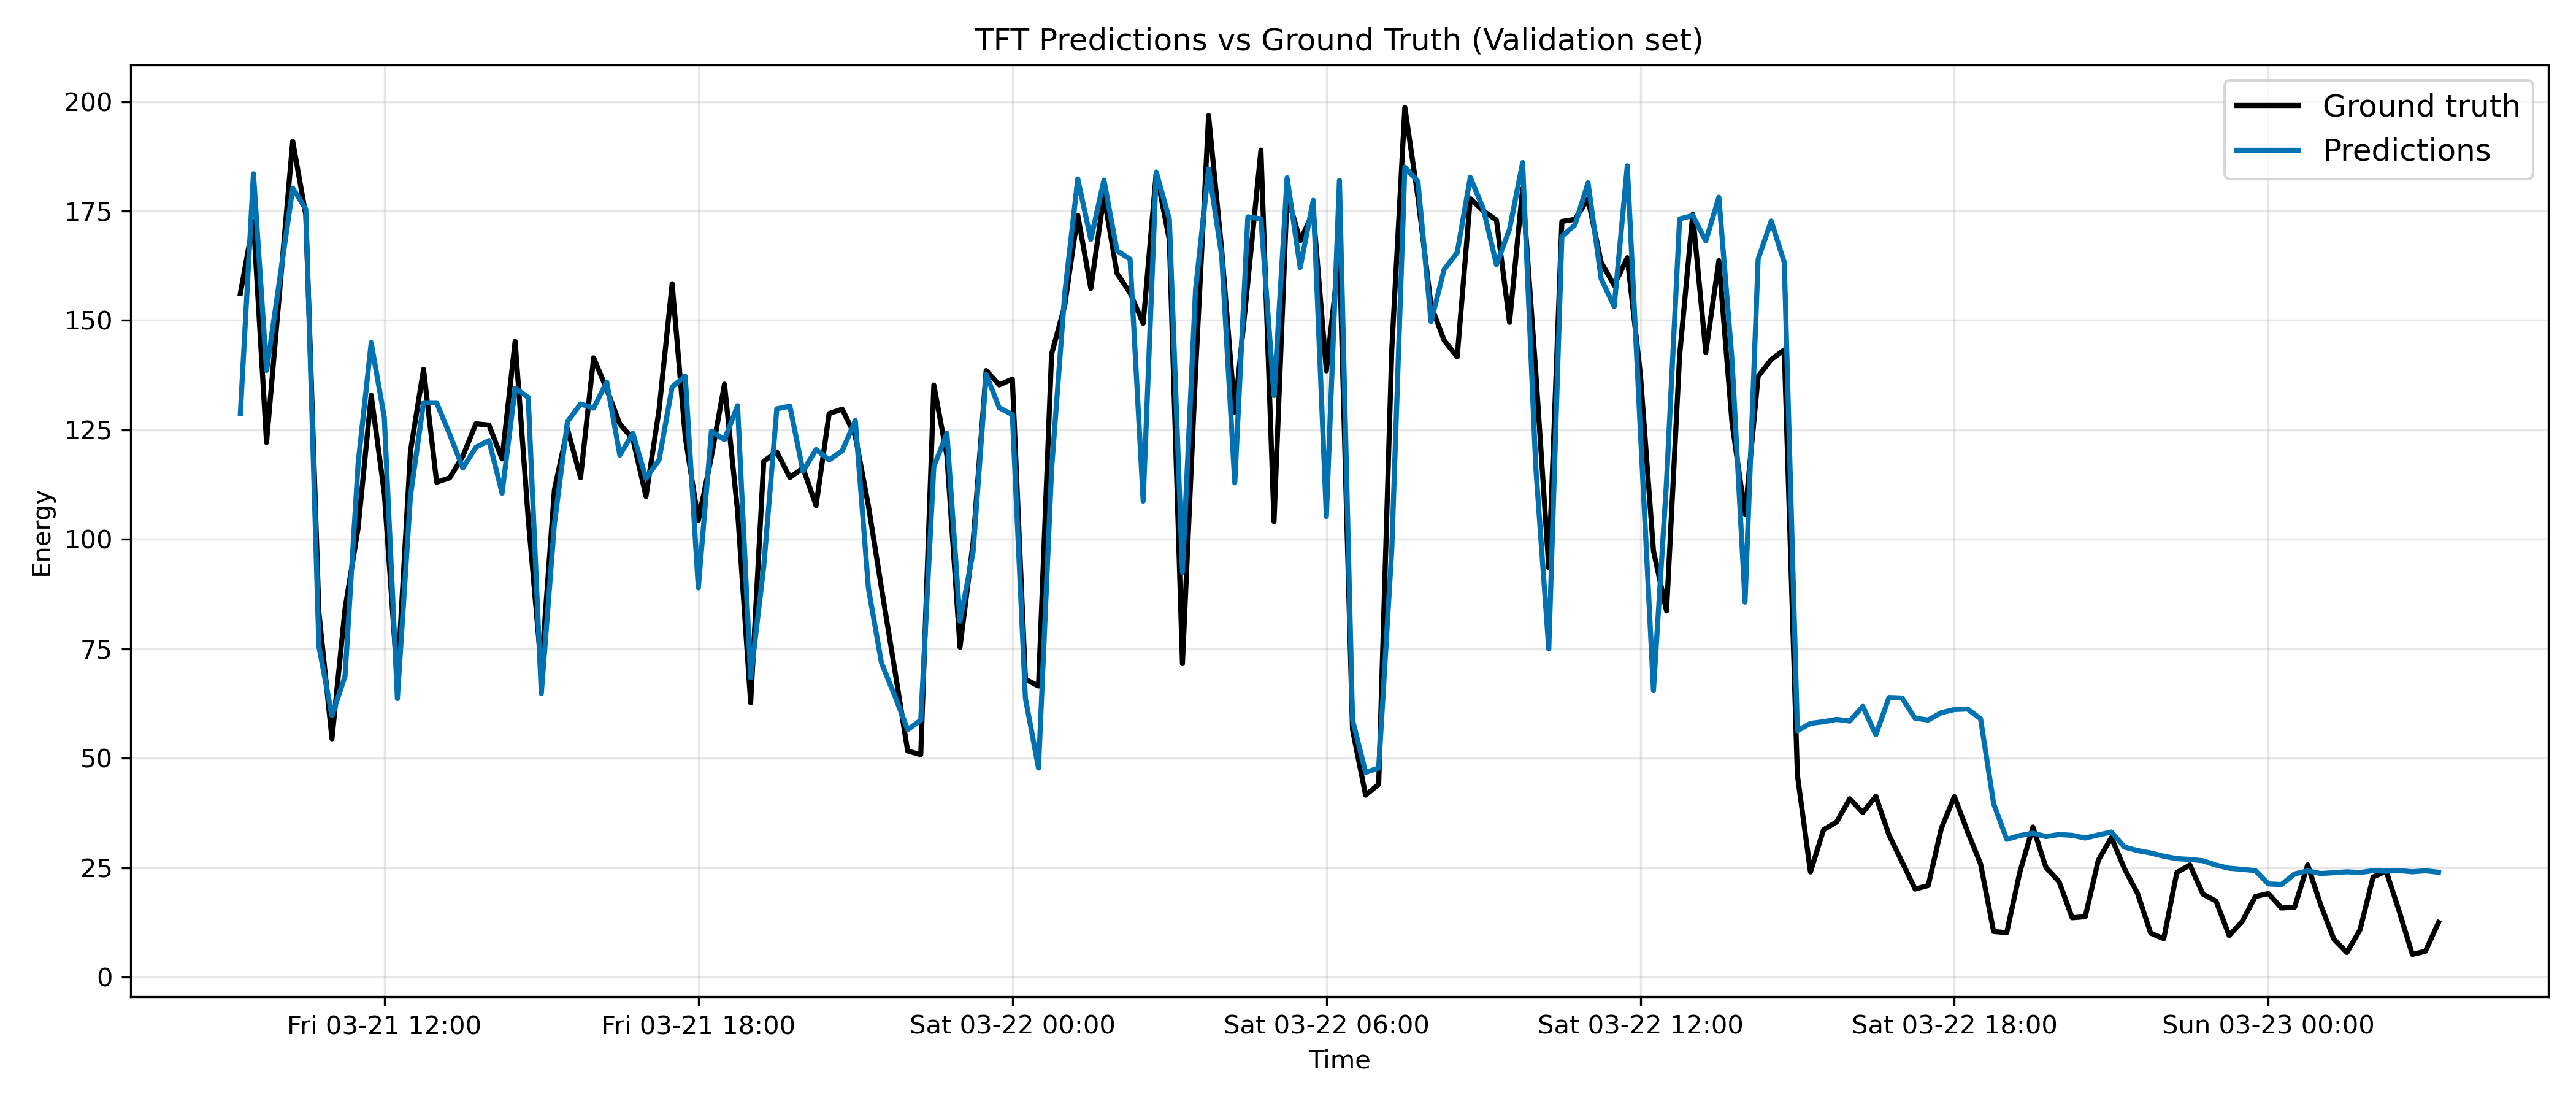 TFT Predictions vs Ground Truth (Validation set)
Ground truth
Predictions
200
175
150
125
100
75
50
25
0
Energy
Fri 03-21 12:00
Fri 03-21 18:00
Sat 03-22 00:00
Sat 03-22 06:00
Sat 03-22 12:00
Sat 03-22 18:00
Sun 03-23 00:00
Time